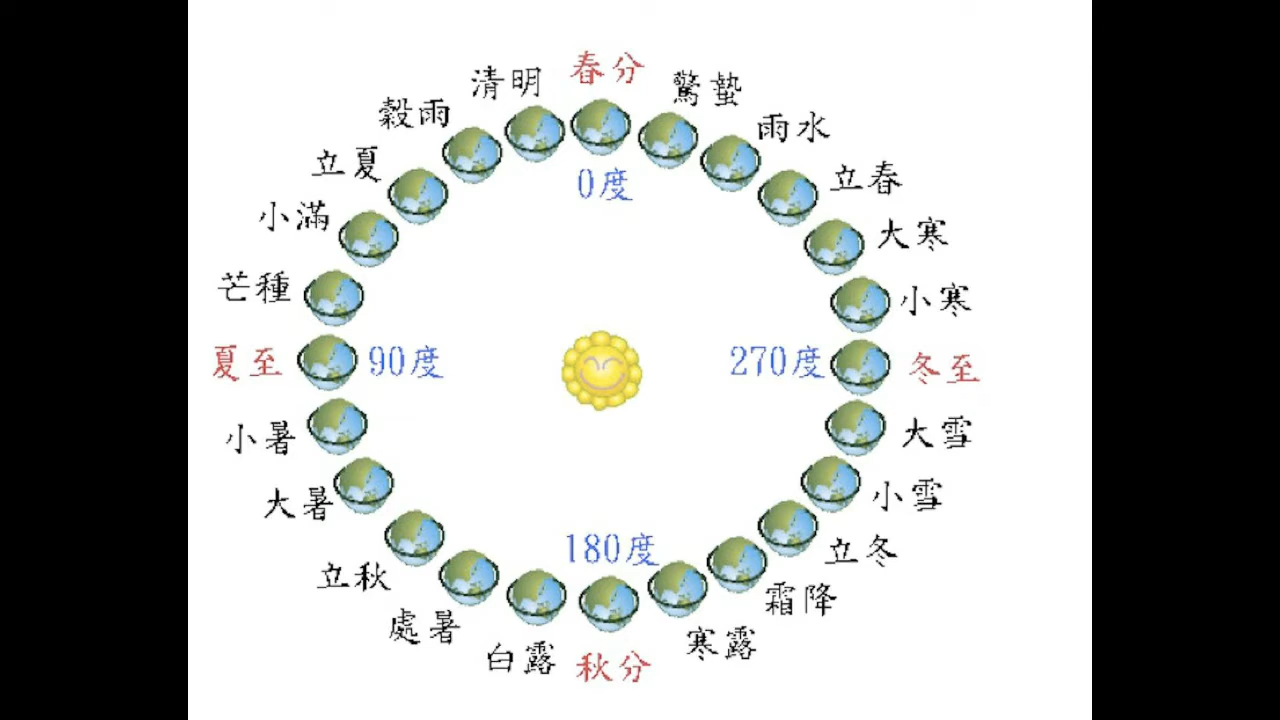 春分
清明
驚蟄
穀雨
雨水
立夏
立春
0度
小滿
大寒
芒種
小寒
夏至
90度
270度
冬至
小暑
大雪
大暑
小雪
180度
立冬
立秋
霜降
處暑
寒露
白露
秋分